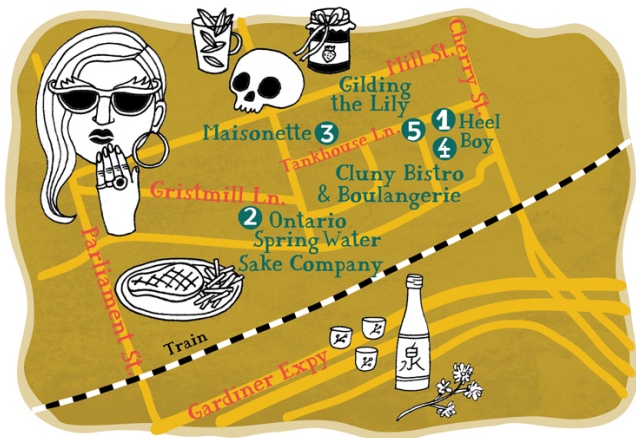 Mill St.
Cherry St.
Gilding
the Lily
Maisonette 3
Tankhouse Ln.
5
1 Heel
4 Boy
Cluny Bistro
& Boulangerie
Gristmill Ln.
2 Ontario
Spring Water
Sake Company
Parliament St.
Train
Gardiner Expy
泉